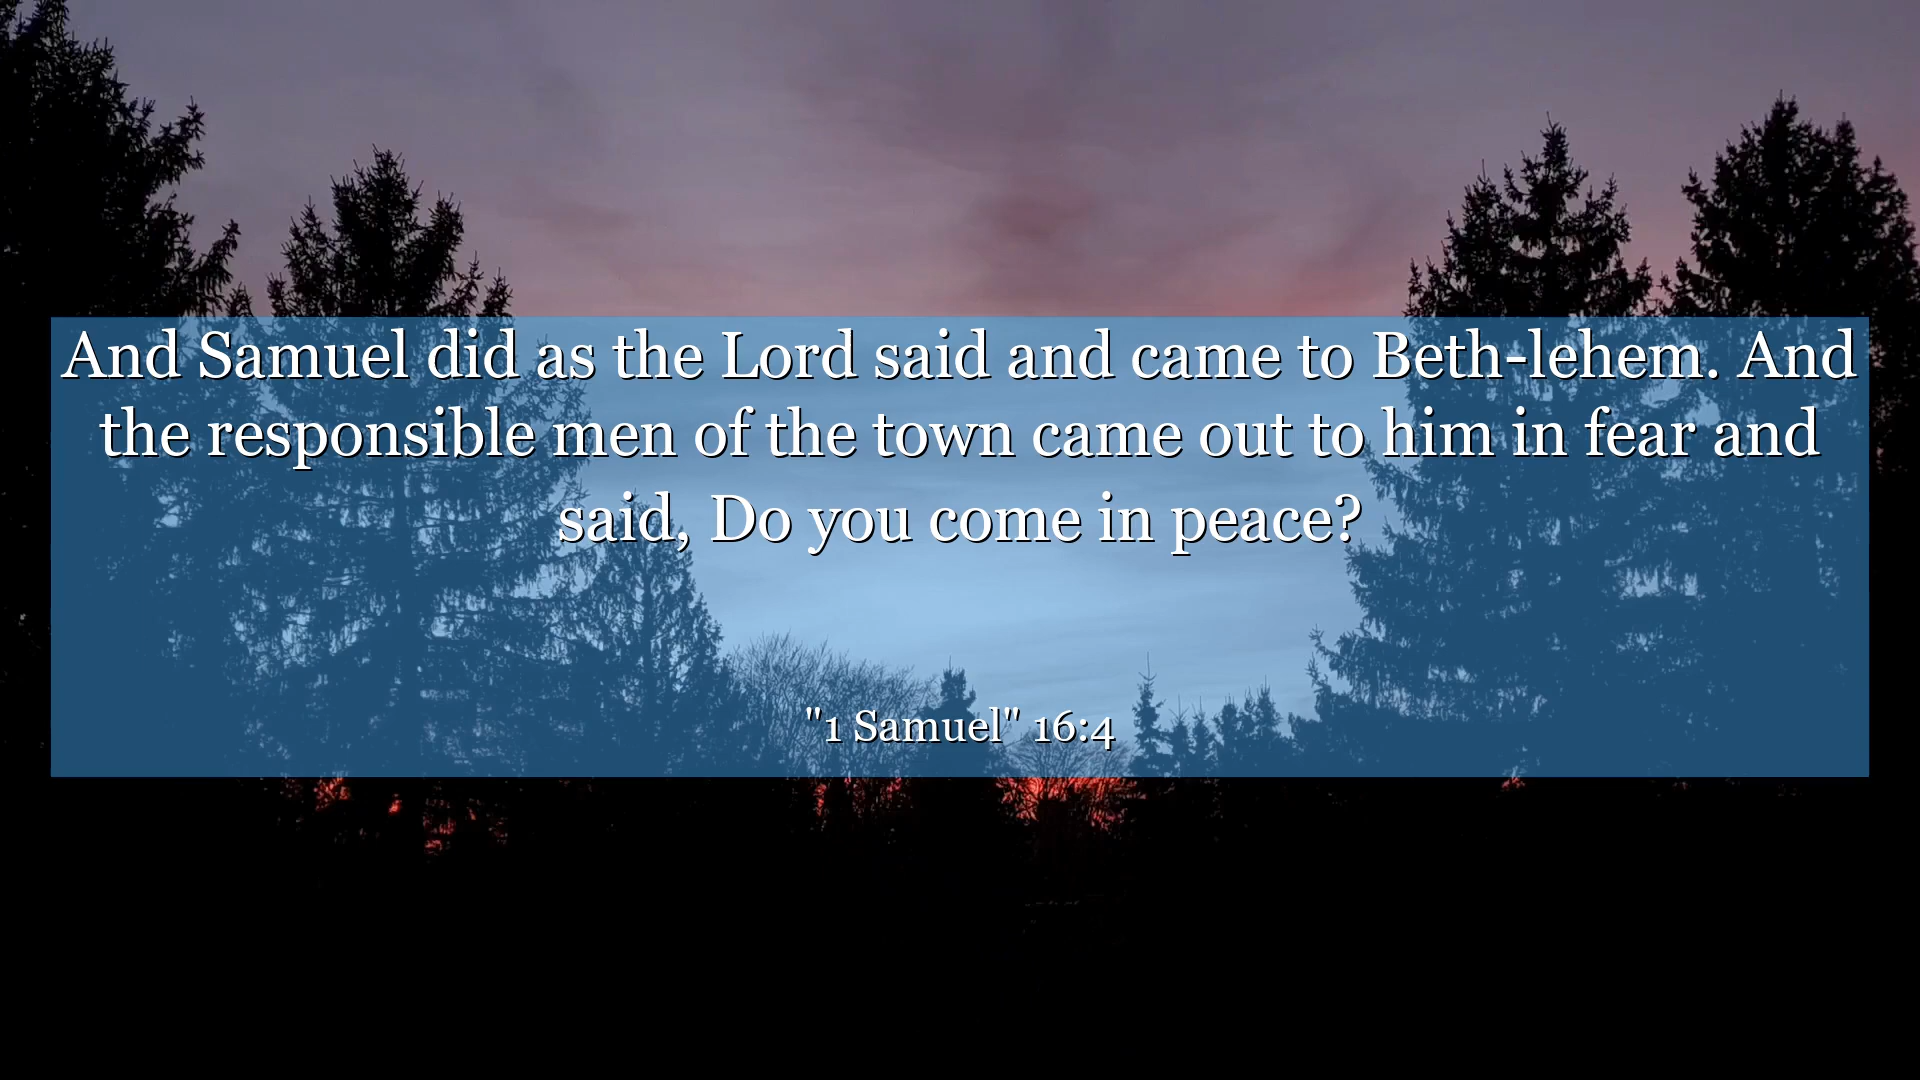 And Samuel did as the Lord said and came to Beth-lehem. And
the responsible men of the town came out to him in fear and
said, Do you come in peace?
"1 Samuel" 16:4